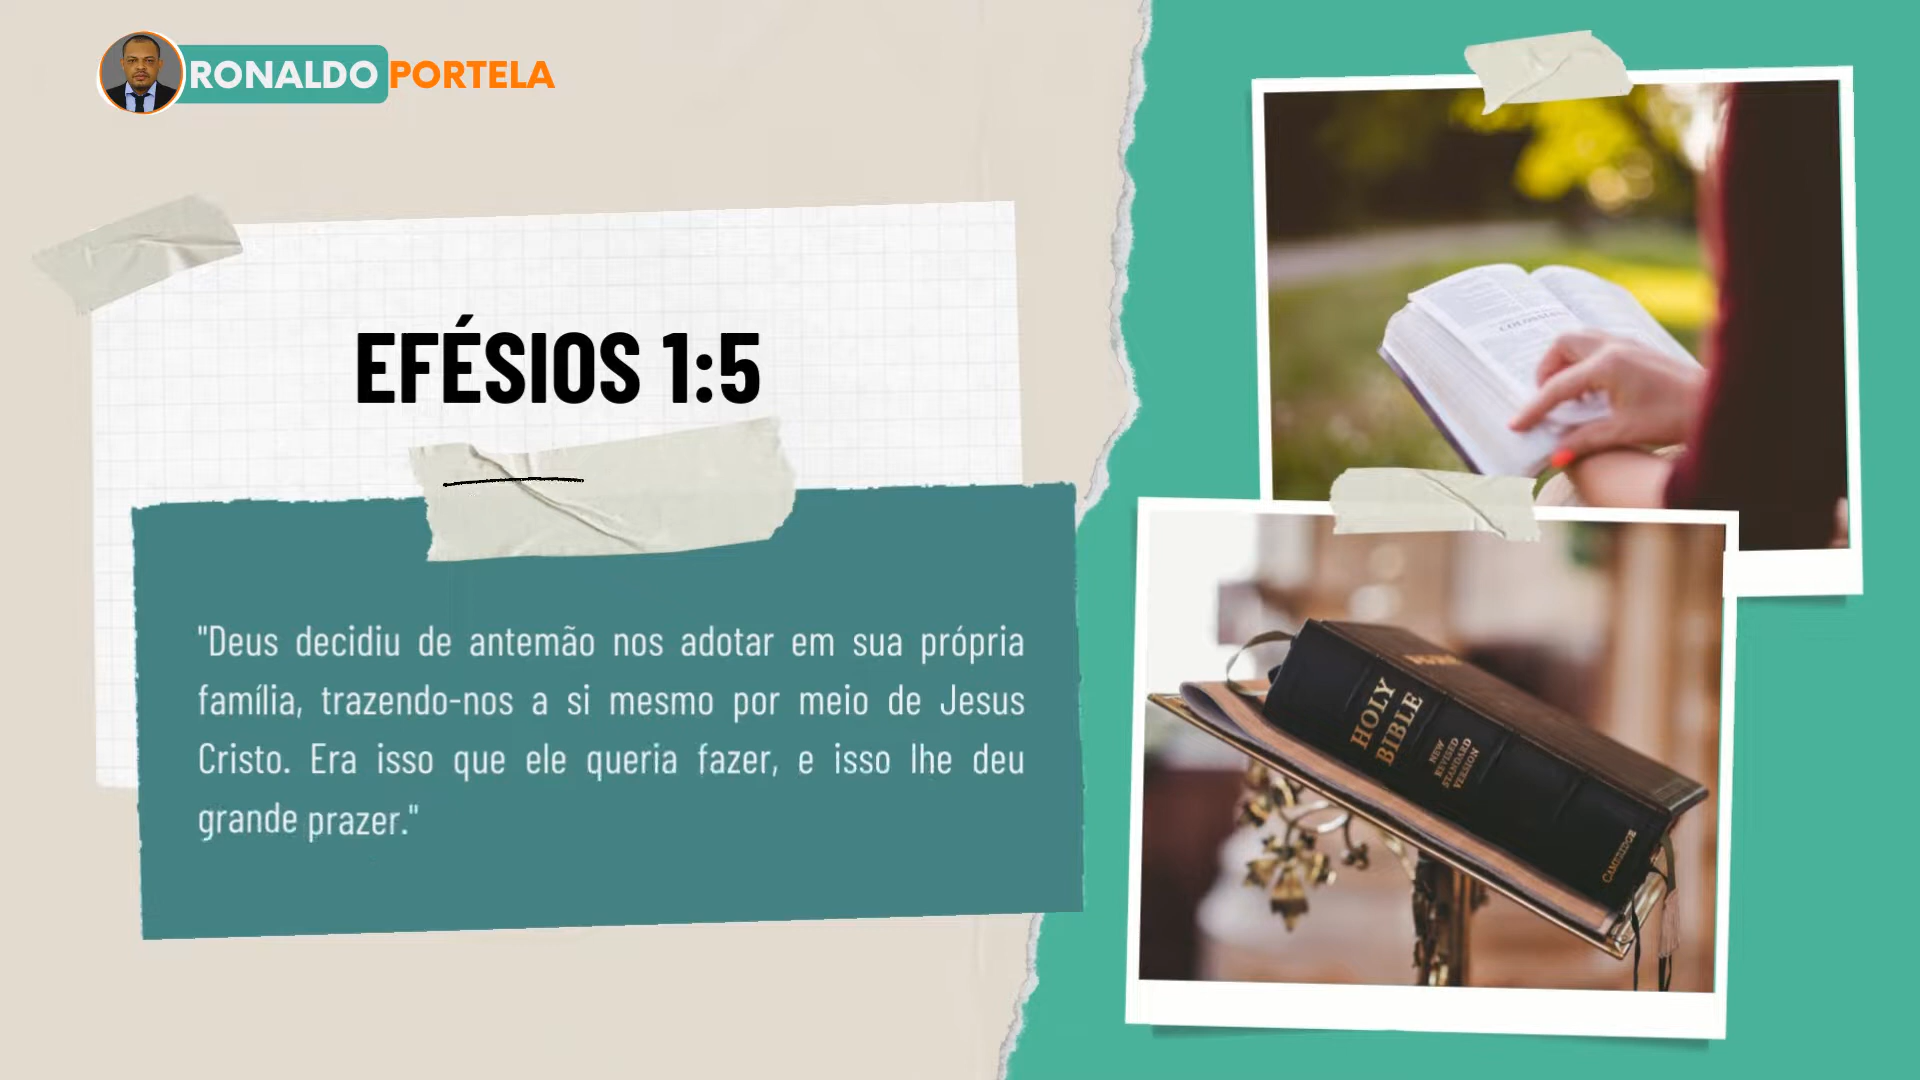 RONALDO PORTELA
EFÉSIOS 1:5
"Deus decidiu de antemão nos adotar em sua própria
família, trazendo-nos a si mesmo por meio de Jesus
Cristo. Era isso que ele queria fazer, e isso lhe deu
grande prazer."
HOLY
BIBLE
NEW
REVISED
STANDARD
VERSION
CAMBRIDGE